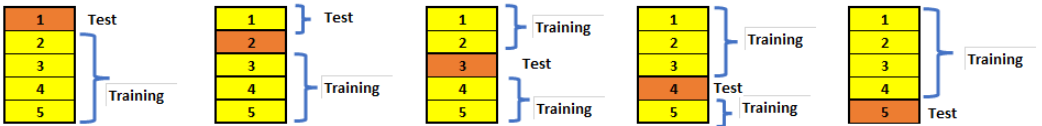 1 Test
2
3
4 Training
5
1 Test
2
3
4 Training
5
1 Training
2
3 Test
4
5 Training
1
2 Training
3
4 Test
5 Training
1
2
3 Training
4
5 Test